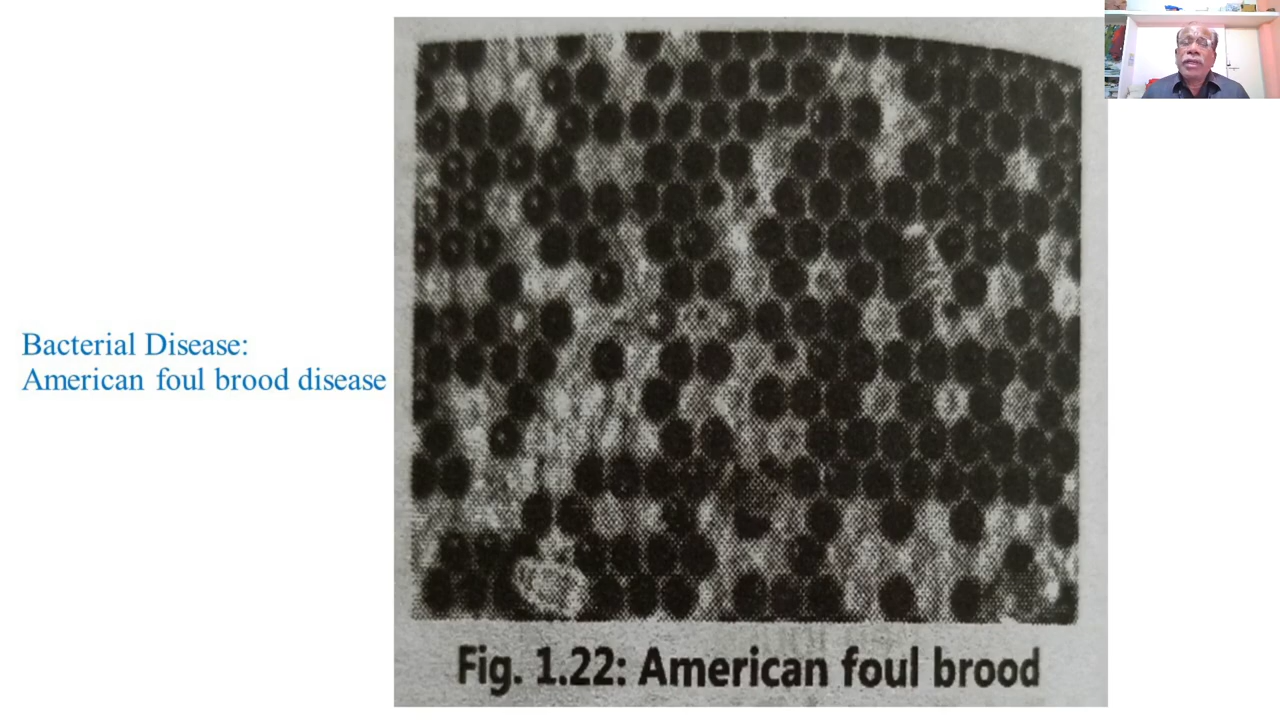 Bacterial Disease:
American foul brood disease
Fig. 1.22: American foul brood